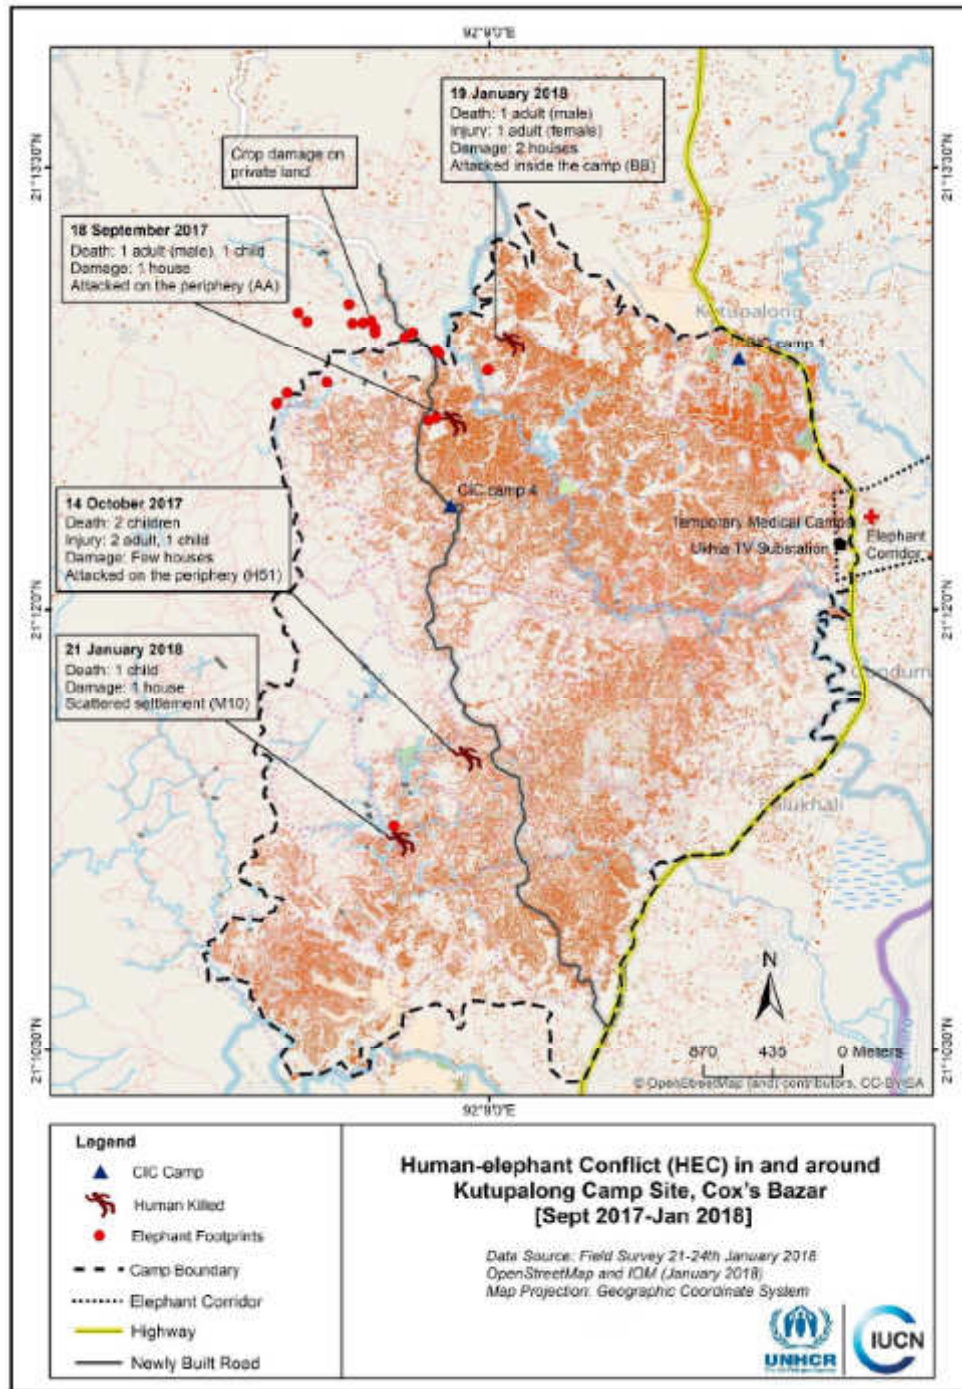 92°9'0"E
19 January 2018
Death: 1 adult (male)
Injury: 1 adult (female)
Damage: 2 houses
Attacked inside the camp (BB)
Crop damage on
private land
21°13'30"N
21°13'30"N
18 September 2017
Death: 1 adult (male), 1 child
Damage: 1 house
Attacked on the periphery (AA)
Kutupalong
camp 1
14 October 2017
Death: 2 children
Injury: 2 adult, 1 child
Damage: Few houses
Attacked on the periphery (H51)
CIC camp 4
Temporary Medical Camps
Ukhia TV Substation
Elephant
Corridor
21°12'0"N
21°12'0"N
21 January 2018
Death: 1 child
Damage: 1 house
Scattered settlement (M10)
N
21°10'30"N
21°10'30"N
870 435 0 Meters
© OpenStreetMap (and) contributors, CC-BY-SA
92°9'0"E
Legend
CIC Camp
Human Killed
Elephant Footprints
Camp Boundary
Elephant Corridor
Highway
Newly Built Road
Human-elephant Conflict (HEC) in and around
Kutupalong Camp Site, Cox's Bazar
[Sept 2017-Jan 2018]
Data Source: Field Survey 21-24th January 2018
OpenStreetMap and IOM (January 2018)
Map Projection: Geographic Coordinate System
UNHCR
IUCN